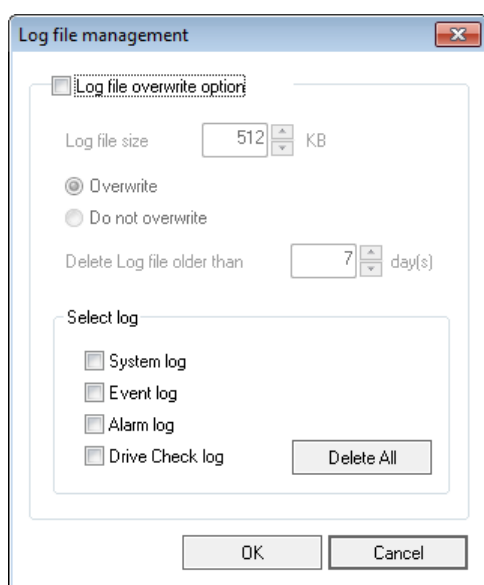 Log file management
Log file overwrite option
Log file size 512 KB
Overwrite
Do not overwrite
Delete Log file older than 7 day(s)
Select log
System log
Event log
Alarm log
Drive Check log Delete All
OK Cancel